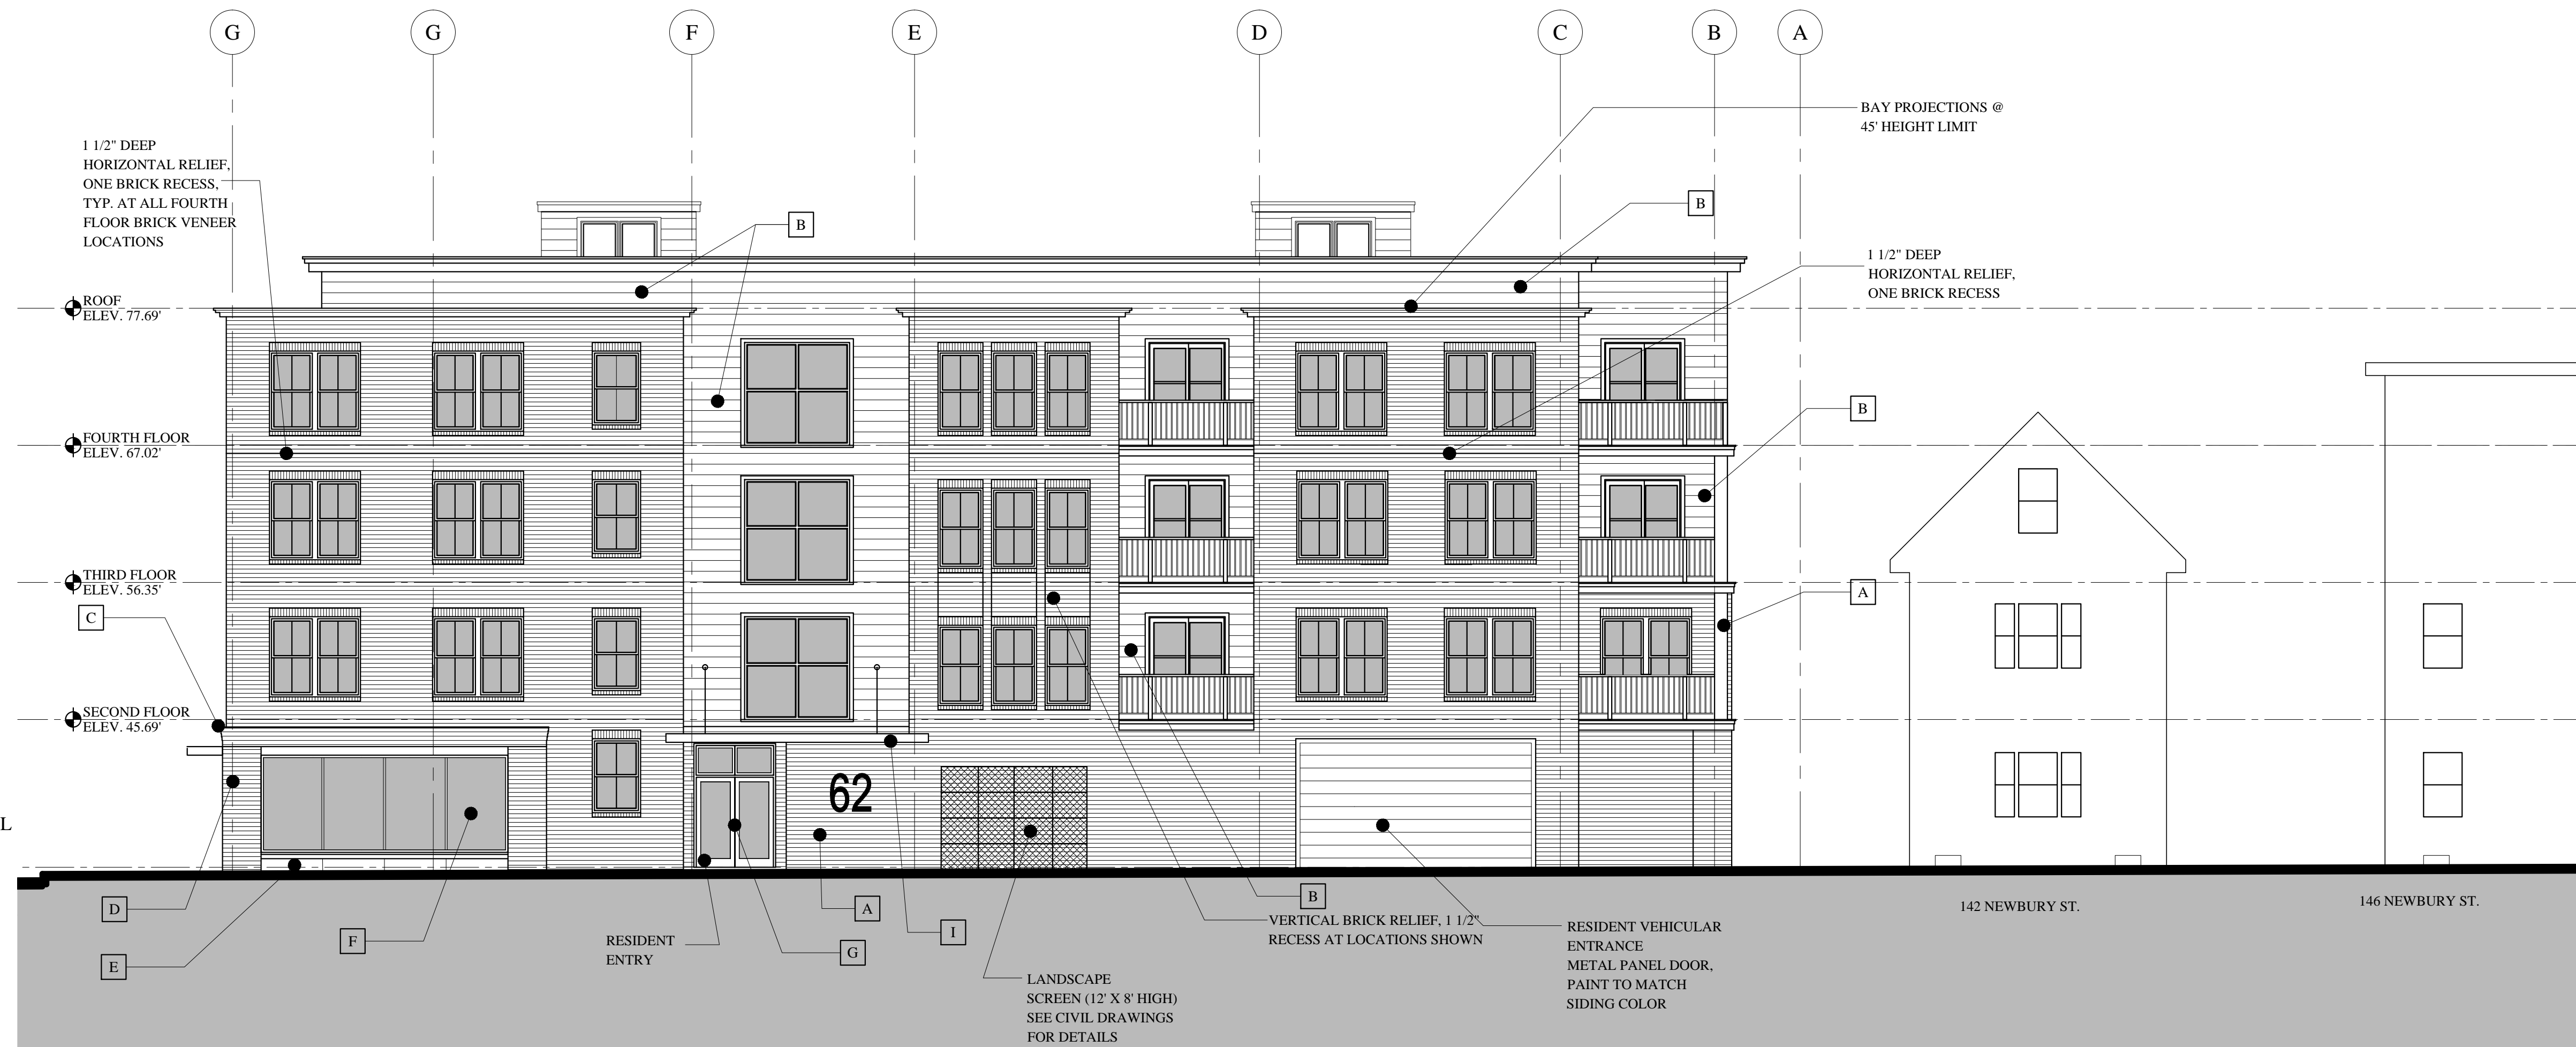 G
G
F
E
D
C
B
A
BAY PROJECTIONS @
45' HEIGHT LIMIT
1 1/2" DEEP
HORIZONTAL RELIEF,
ONE BRICK RECESS,
TYP. AT ALL FOURTH
FLOOR BRICK VENEER
LOCATIONS
B
B
1 1/2" DEEP
HORIZONTAL RELIEF,
ONE BRICK RECESS
ROOF
ELEV. 77.69'
B
FOURTH FLOOR
ELEV. 67.02'
THIRD FLOOR
ELEV. 56.35'
A
C
SECOND FLOOR
ELEV. 45.69'
62
L
D
A
B
142 NEWBURY ST.
146 NEWBURY ST.
F
RESIDENT
ENTRY
I
VERTICAL BRICK RELIEF, 1 1/2"
RECESS AT LOCATIONS SHOWN
RESIDENT VEHICULAR
ENTRANCE
METAL PANEL DOOR,
PAINT TO MATCH
SIDING COLOR
G
E
LANDSCAPE
SCREEN (12' X 8' HIGH)
SEE CIVIL DRAWINGS
FOR DETAILS